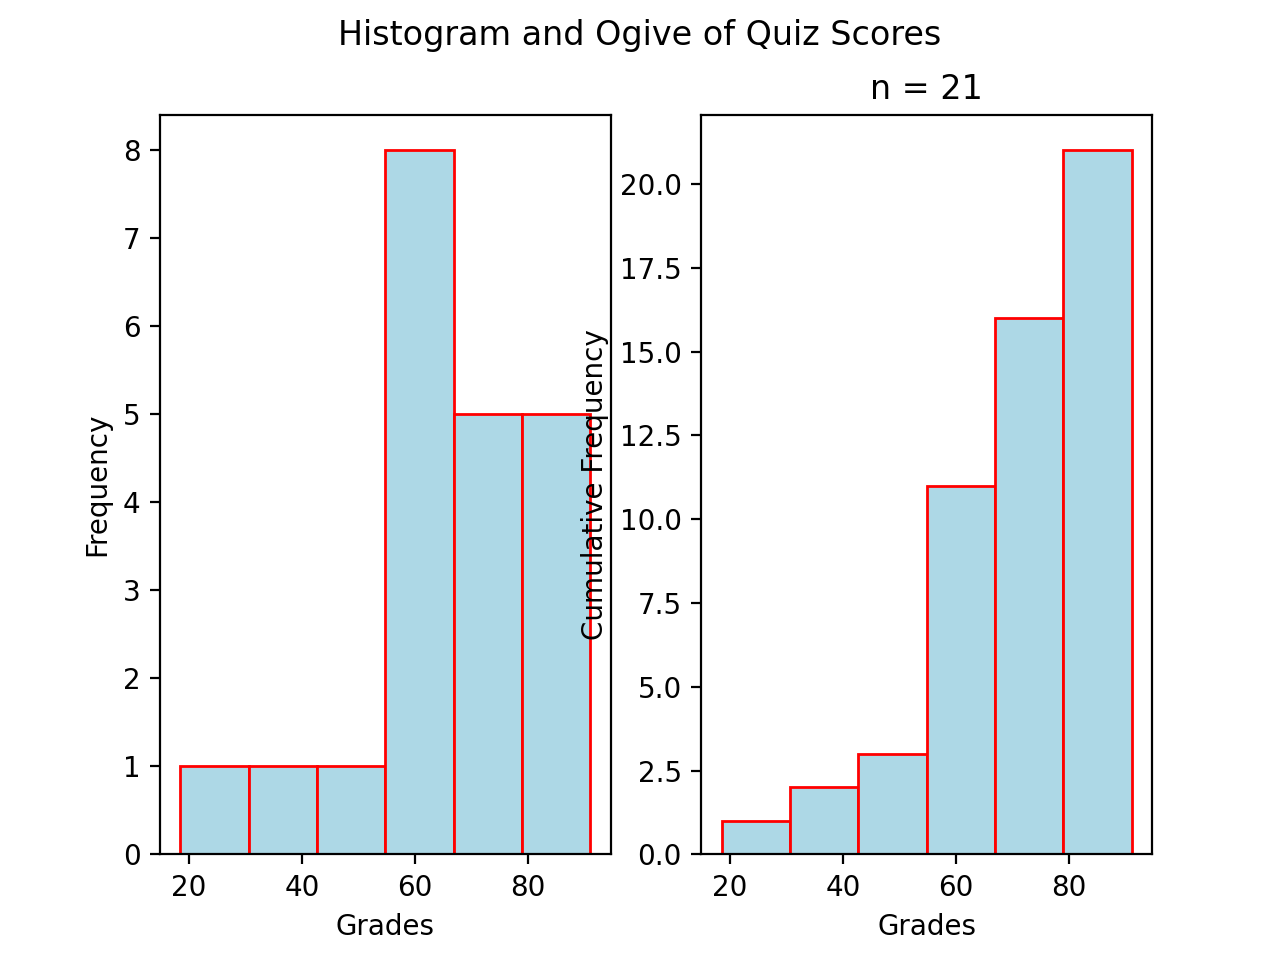 Histogram and Ogive of Quiz Scores
n = 21
8
7
6
5
4
3
2
1
0
Frequency
20 40 60 80
Grades
20.0
17.5
15.0
12.5
10.0
7.5
5.0
2.5
0.0
Cumulative Frequency
20 40 60 80
Grades